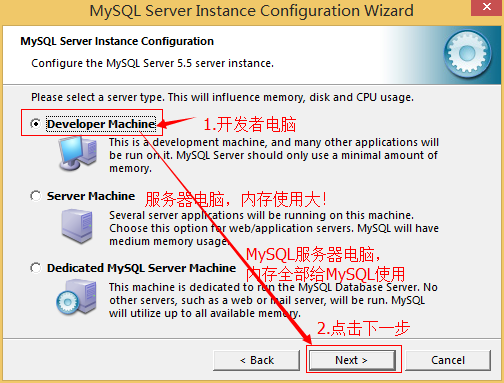 MySQL Server Instance Configuration Wizard
MySQL Server Instance Configuration
Configure the MySQL Server 5.5 server instance.
Please select a server type. This will influence memory, disk and CPU usage.
Developer Machine
1.开发者电脑
This is a development machine, and many other applications will
be run on it. MySQL Server should only use a minimal amount of
memory.
Server Machine
服务器电脑，内存使用大!
Several server applications will be running on this machine.
Choose this option for web/application servers. MySQL will have
medium memory usage.
MySQL服务器电脑，
内存全部给MySQL使用
Dedicated MySQL Server Machine
This machine is dedicated to run the MySQL Database Server. No
other servers, such as a web or mail server, will be run. MySQL
will utilize up to all available memory.
2.点击下一步
< Back
Next >
Cancel